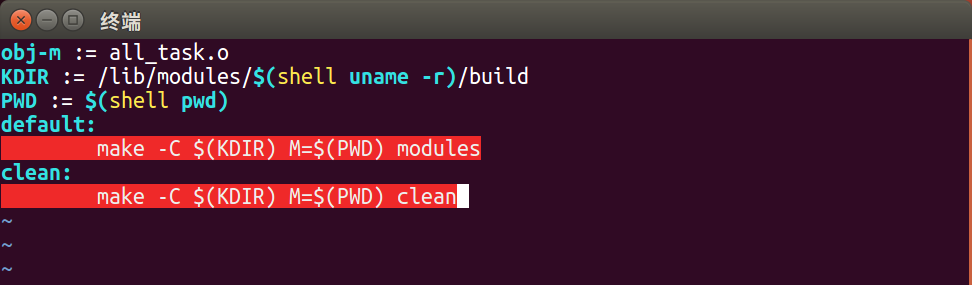 终端
obj-m := all_task.o
KDIR := /lib/modules/$(shell uname -r)/build
PWD := $(shell pwd)
default:
        make -C $(KDIR) M=$(PWD) modules
clean:
        make -C $(KDIR) M=$(PWD) clean
~
~
~